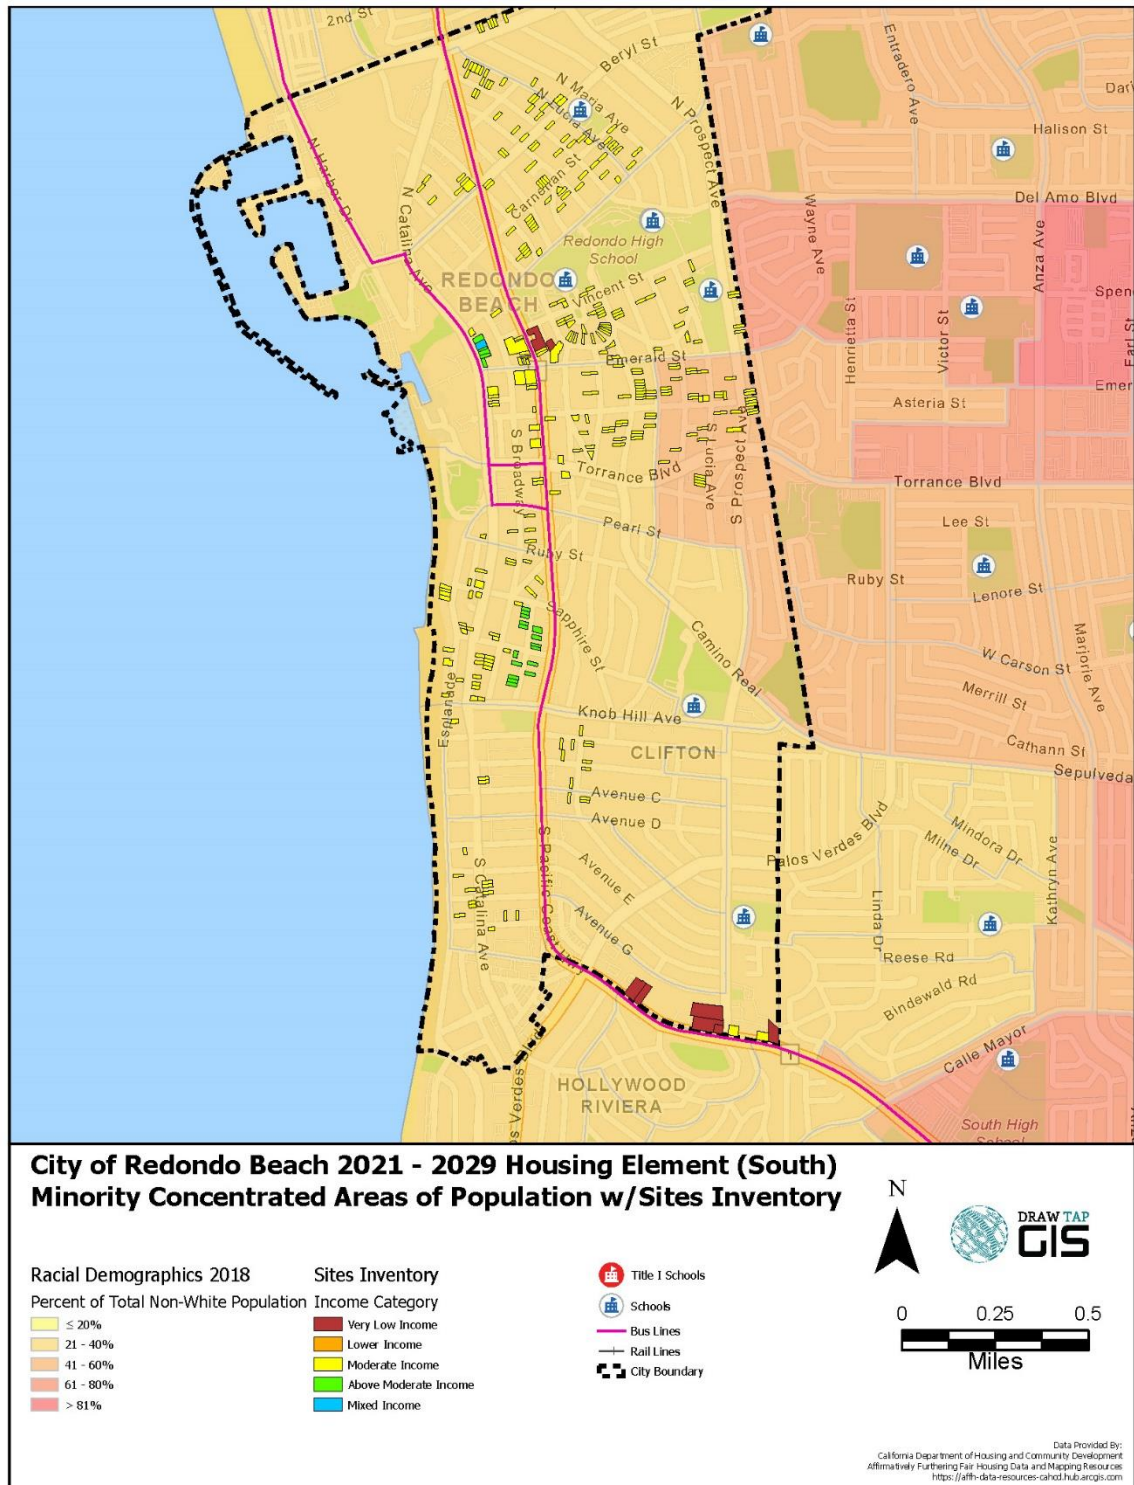 2nd St
Beryl St
N Maria Ave
N Lucia Ave
N Prospect Ave
Entradero Ave
Halison St
N Harbor Dr
N Catalina Ave
Carnelian St
Del Amo Blvd
Wayne Ave
Anza Ave
Redondo High
School
REDONDO
BEACH
Vincent St
Henrietta St
Victor St
Earl St
Emerald St
Asteria St
S Broadway
S Lucia Ave
S Prospect Ave
Torrance Blvd
Torrance Blvd
Pearl St
Lee St
Ruby St
Ruby St
Lenore St
Sapphire St
Camino Real
W Carson St
Marjorie Ave
Merrill St
Esplanade
Knob Hill Ave
Cathann St
CLIFTON
Sepulveda
Avenue C
Avenue D
Palos Verdes Blvd
Mindora Dr
Milne Dr
S Pacific Coast Hwy
Avenue E
S Catalina Ave
Linda Dr
Kathryn Ave
Avenue G
Reese Rd
Bindewald Rd
Calle Mayor
1
HOLLYWOOD
RIVIERA
South High
School
City of Redondo Beach 2021 - 2029 Housing Element (South)
Minority Concentrated Areas of Population w/Sites Inventory
Racial Demographics 2018
Percent of Total Non-White Population
≤ 20%
21 - 40%
41 - 60%
61 - 80%
> 81%
Sites Inventory
Income Category
Very Low Income
Lower Income
Moderate Income
Above Moderate Income
Mixed Income
Title I Schools
Schools
Bus Lines
Rail Lines
City Boundary
N
DRAW TAP
GIS
0 0.25 0.5
Miles
Data Provided By:
California Department of Housing and Community Development
Affirmatively Furthering Fair Housing Data and Mapping Resources
https://affh-data-resources-cahcd.hub.arcgis.com